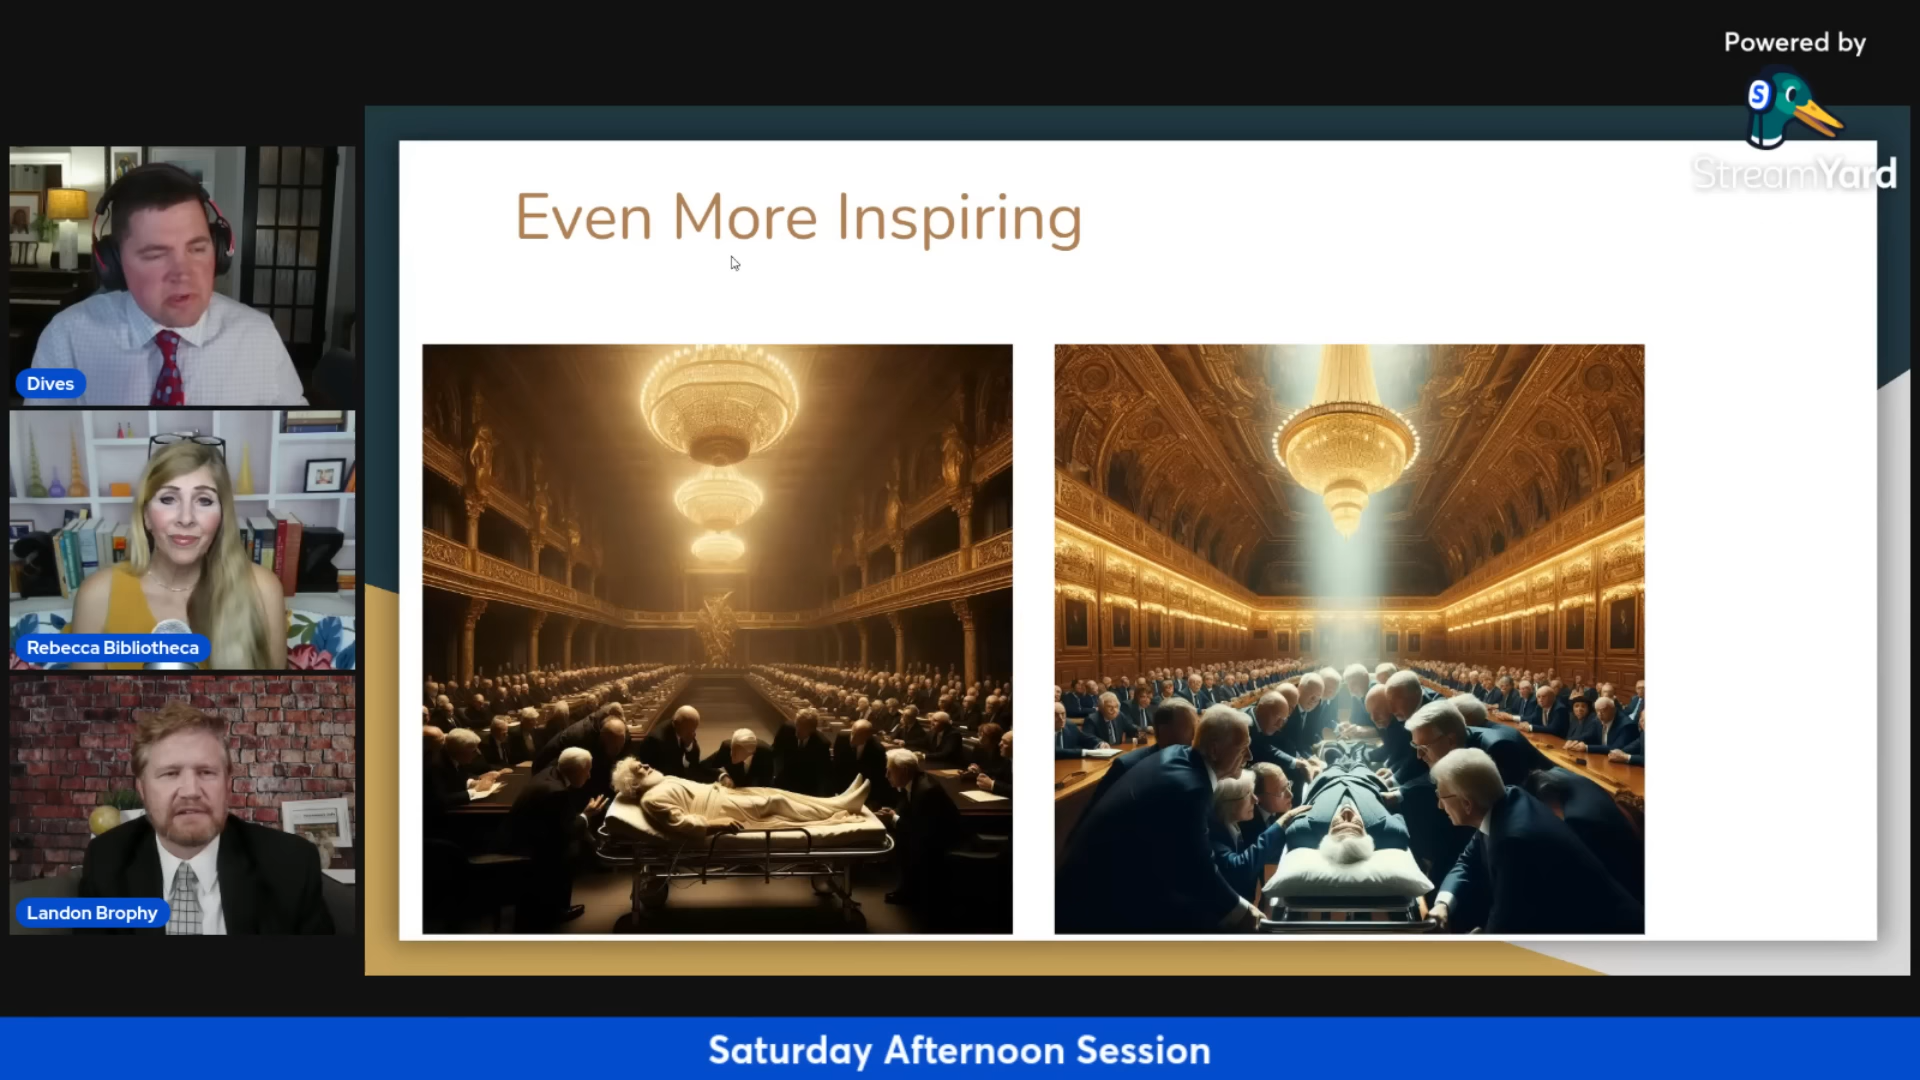 Powered by
S
StreamYard
Even More Inspiring
Dives
Rebecca Bibliotheca
Landon Brophy
Saturday Afternoon Session